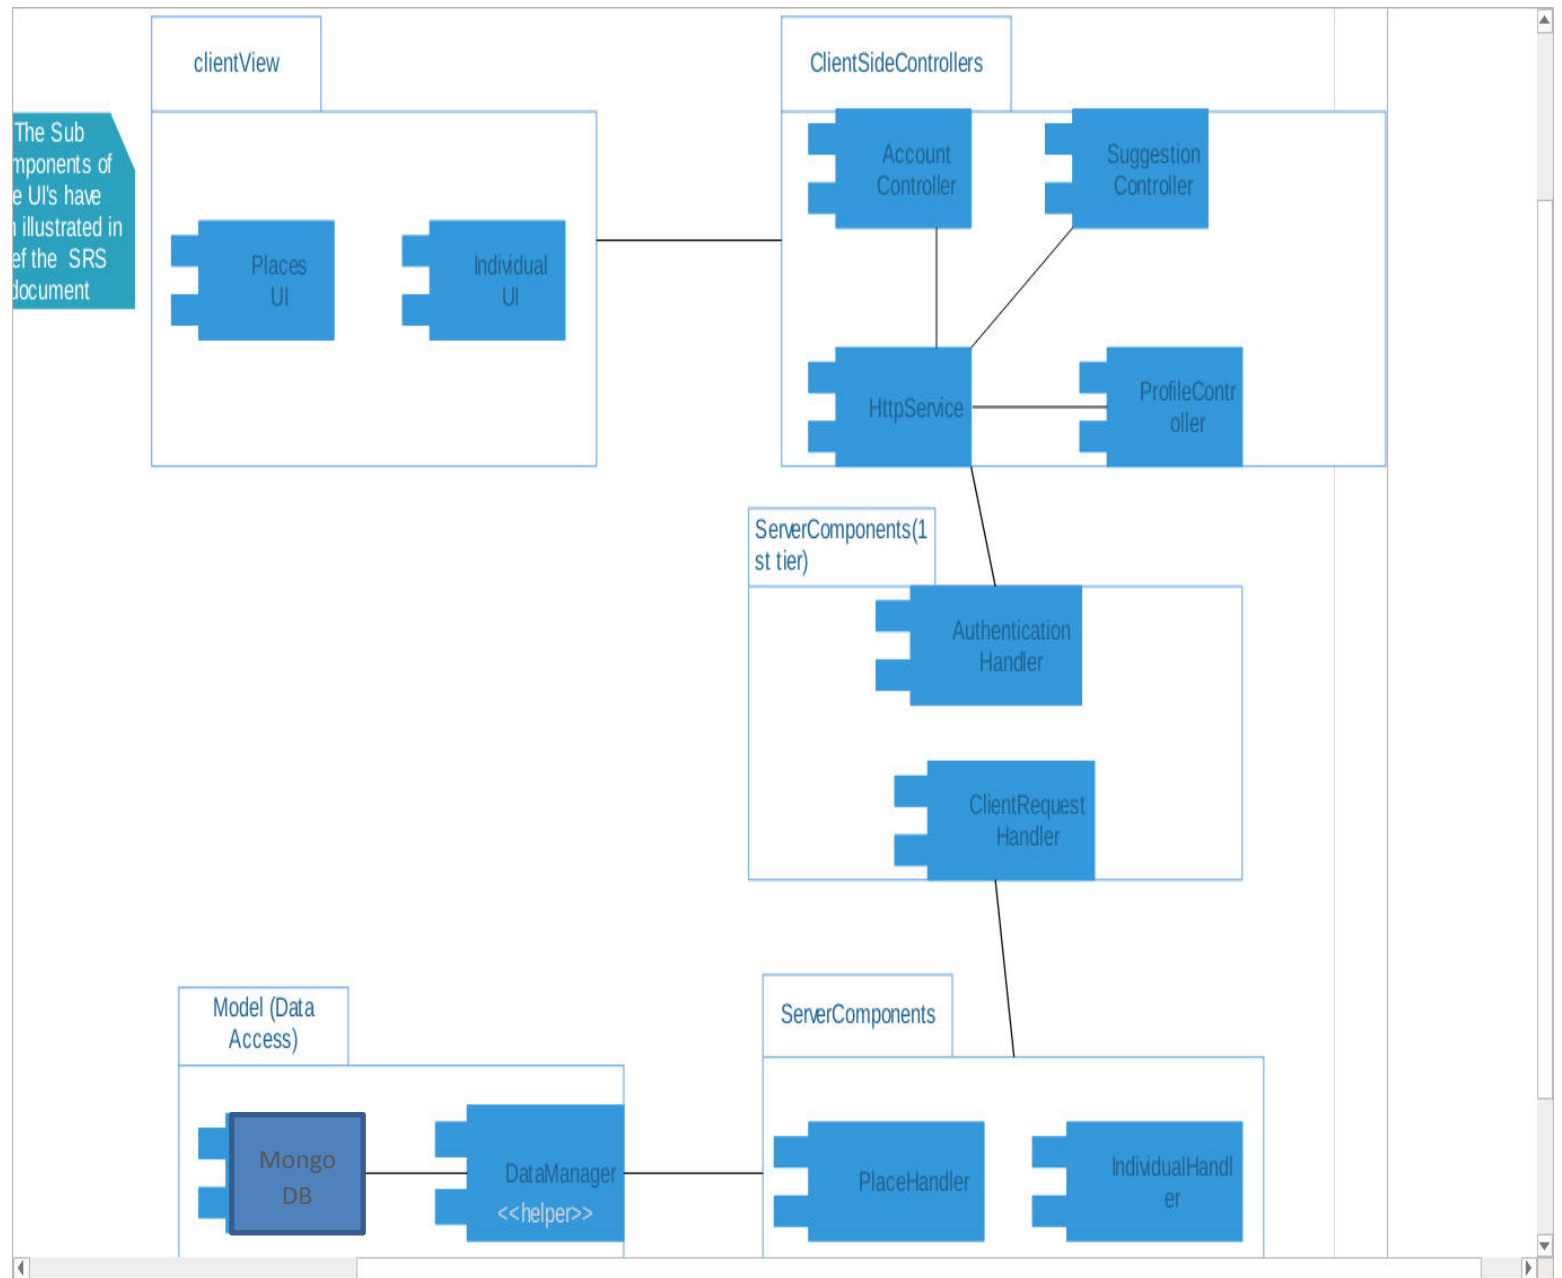 clientView
ClientSideControllers
The Sub
mponents of
e UI's have
illustrated in
ef the SRS
document
Places
UI
Individual
UI
Account
Controller
Suggestion
Controller
HttpService
ProfileContr
oller
ServerComponents(1
st tier)
Authentication
Handler
ClientRequest
Handler
Model (Data
Access)
ServerComponents
Mongo
DB
DataManager
<<helper>>
PlaceHandler
IndividualHandl
er